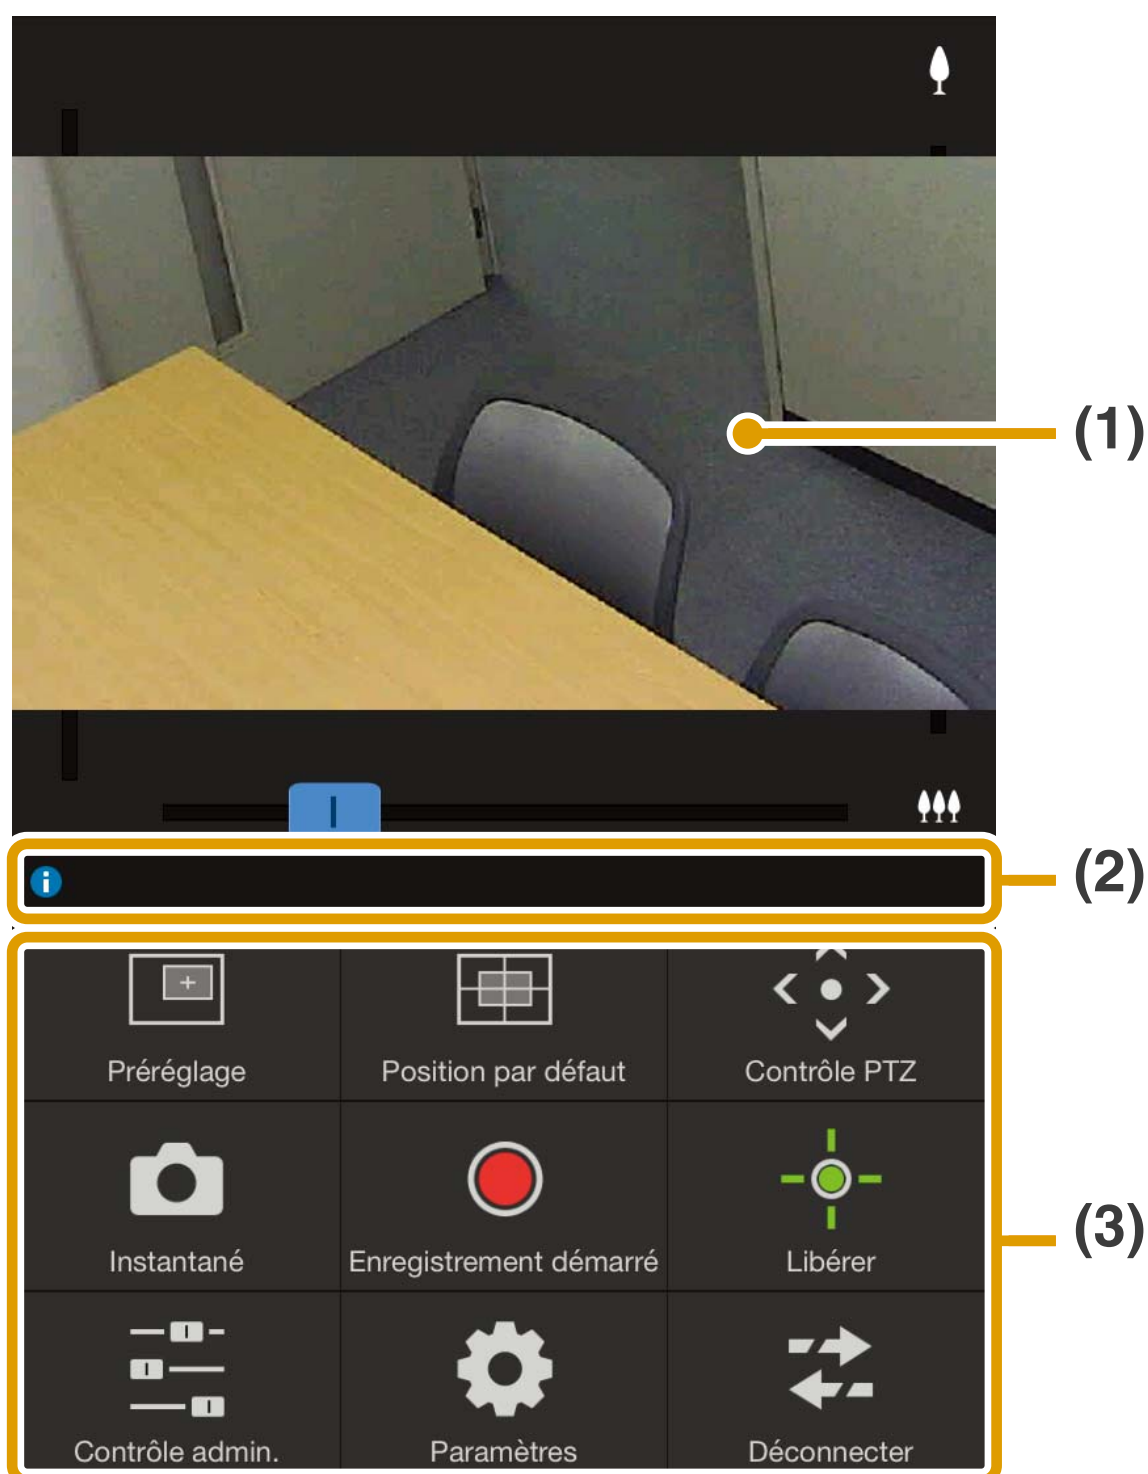 (1)
(2)
i
Préréglage
Position par défaut
Contrôle PTZ
(3)
Instantané
Enregistrement démarré
Libérer
Contrôle admin.
Paramètres
Déconnecter